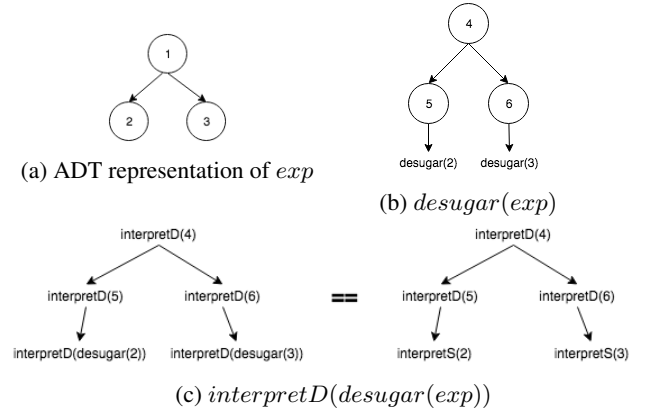 1
2
3
(a) ADT representation of exp
4
5
6
desugar(2)
desugar(3)
(b) desugar(exp)
interpretD(4)
interpretD(5)
interpretD(6)
interpretD(desugar(2))
interpretD(desugar(3))
==
interpretD(4)
interpretD(5)
interpretD(6)
interpretS(2)
interpretS(3)
(c) interpretD(desugar(exp))